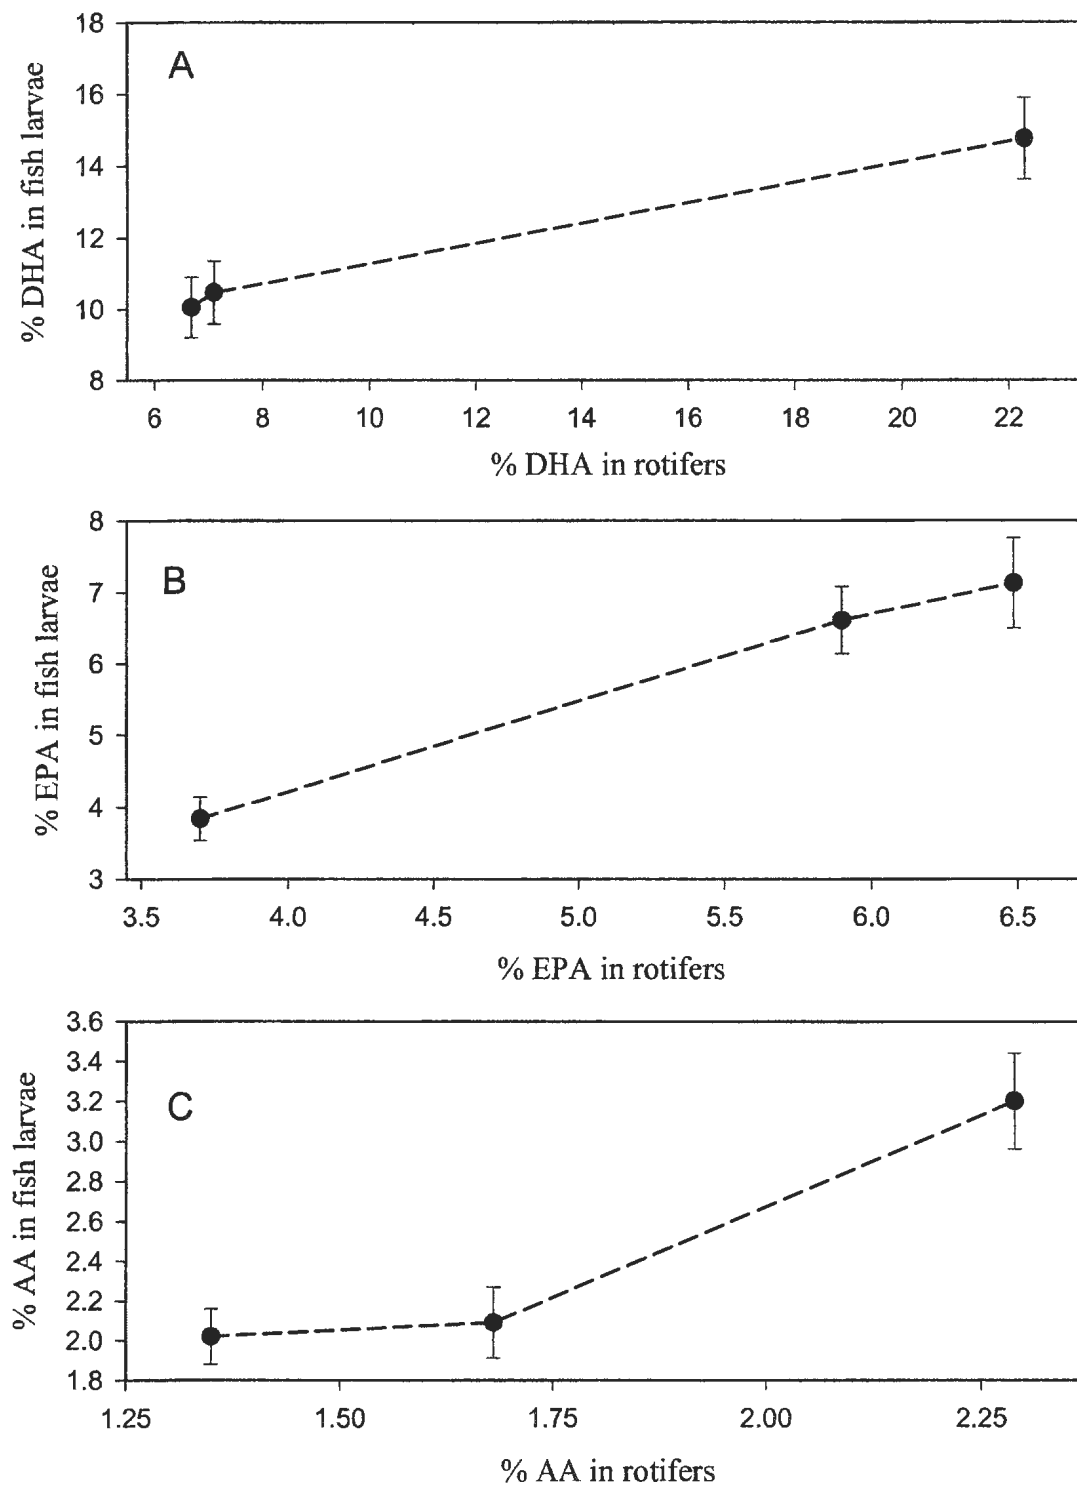 A
% DHA in fish larvae
18
16
14
12
10
8
6 8 10 12 14 16 18 20 22
% DHA in rotifers
B
% EPA in fish larvae
8
7
6
5
4
3
3.5 4.0 4.5 5.0 5.5 6.0 6.5
% EPA in rotifers
C
% AA in fish larvae
3.6
3.4
3.2
3.0
2.8
2.6
2.4
2.2
2.0
1.8
1.25 1.50 1.75 2.00 2.25
% AA in rotifers